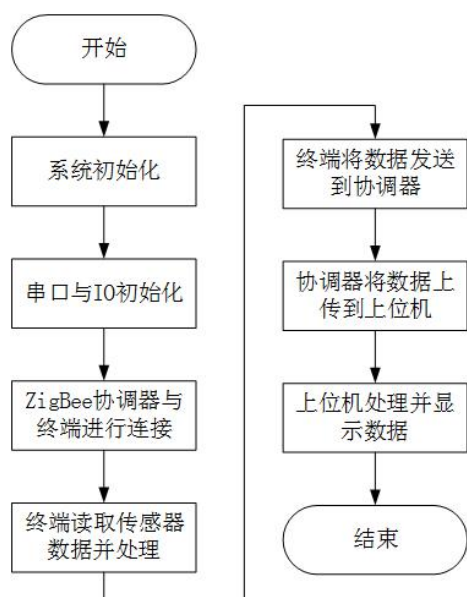 开始
系统初始化
串口与IO初始化
ZigBee协调器与
终端进行连接
终端读取传感器
数据并处理
终端将数据发送
到协调器
协调器将数据上
传到上位机
上位机处理并显
示数据
结束